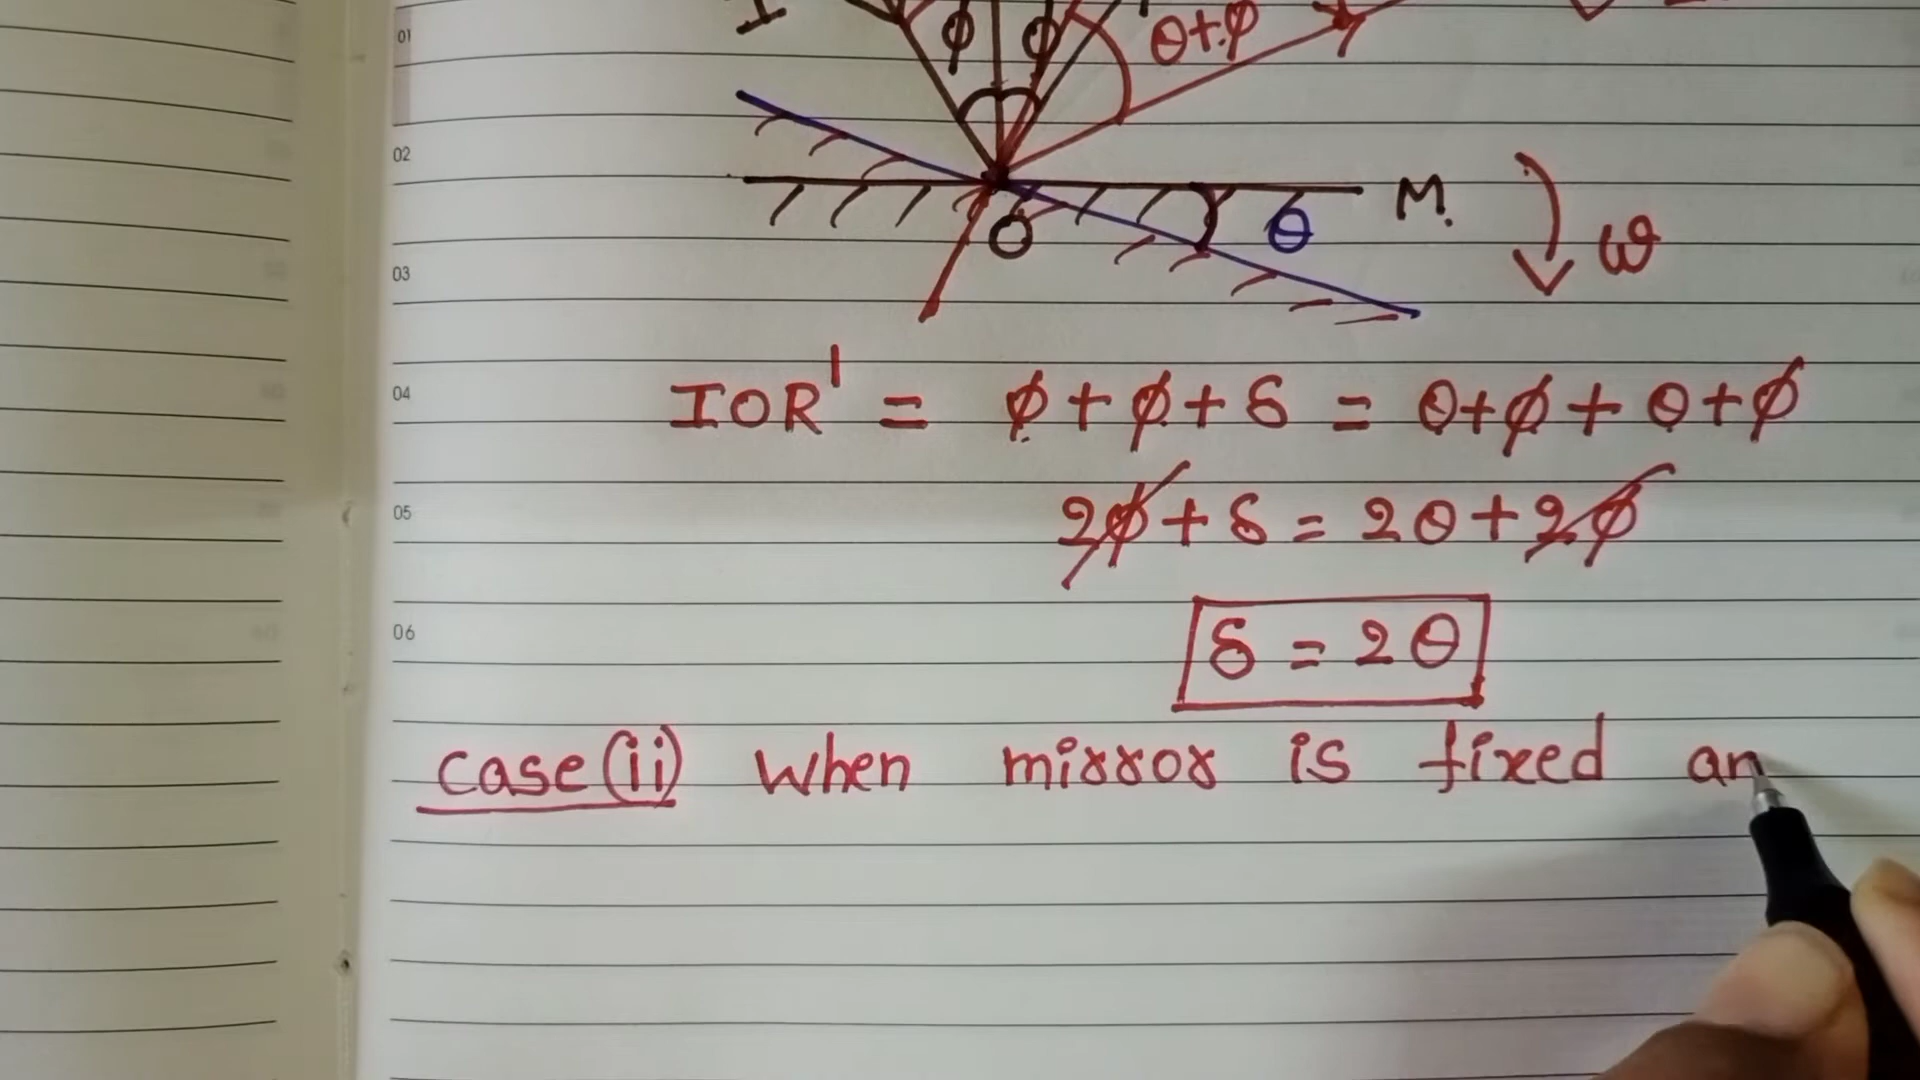 01
I
φ φ θ+φ
02
M.
O θ ω
03
04 IOR' = φ + φ + δ = θ+φ + θ+φ
05 2φ + δ = 2θ + 2φ
06 δ = 2θ
case(ii) when mirror is fixed an